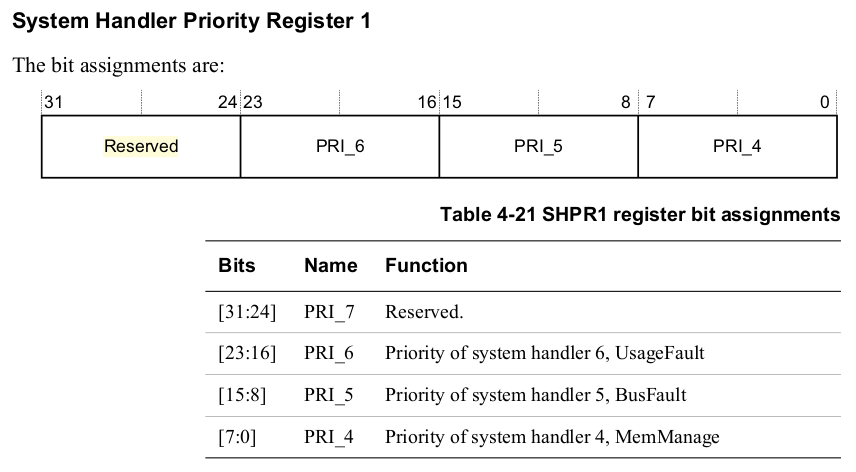 System Handler Priority Register 1
The bit assignments are:
31 24 23 16 15 8 7 0
Reserved PRI_6 PRI_5 PRI_4
Table 4-21 SHPR1 register bit assignments
Bits Name Function
[31:24] PRI_7 Reserved.
[23:16] PRI_6 Priority of system handler 6, UsageFault
[15:8] PRI_5 Priority of system handler 5, BusFault
[7:0] PRI_4 Priority of system handler 4, MemManage